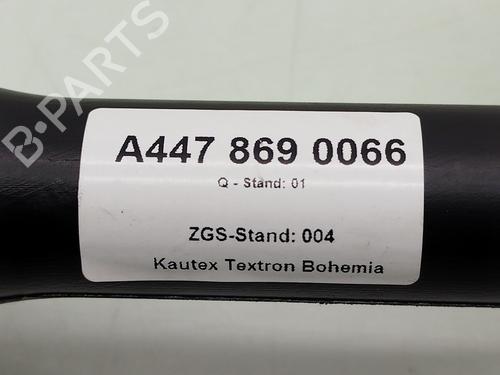 B-PARTS
A447 869 0066
Q - Stand: 01
ZGS-Stand: 004
Kautex Textron Bohemia